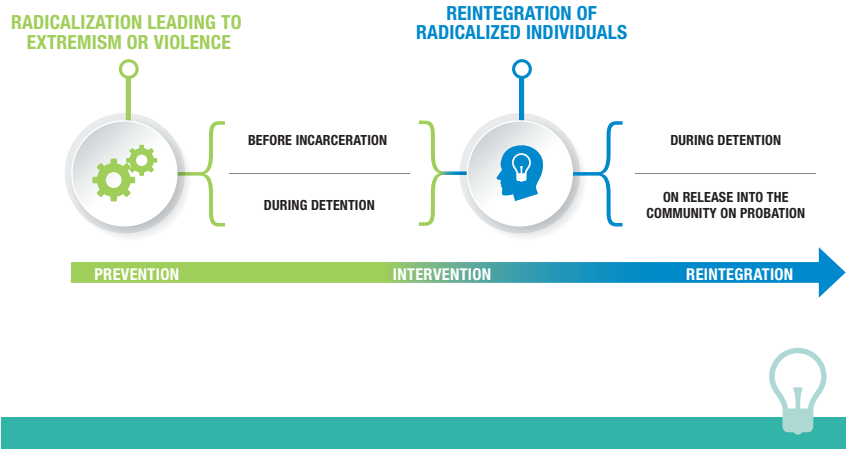 RADICALIZATION LEADING TO
EXTREMISM OR VIOLENCE
REINTEGRATION OF
RADICALIZED INDIVIDUALS
BEFORE INCARCERATION
DURING DETENTION
DURING DETENTION
ON RELEASE INTO THE
COMMUNITY ON PROBATION
PREVENTION
INTERVENTION
REINTEGRATION